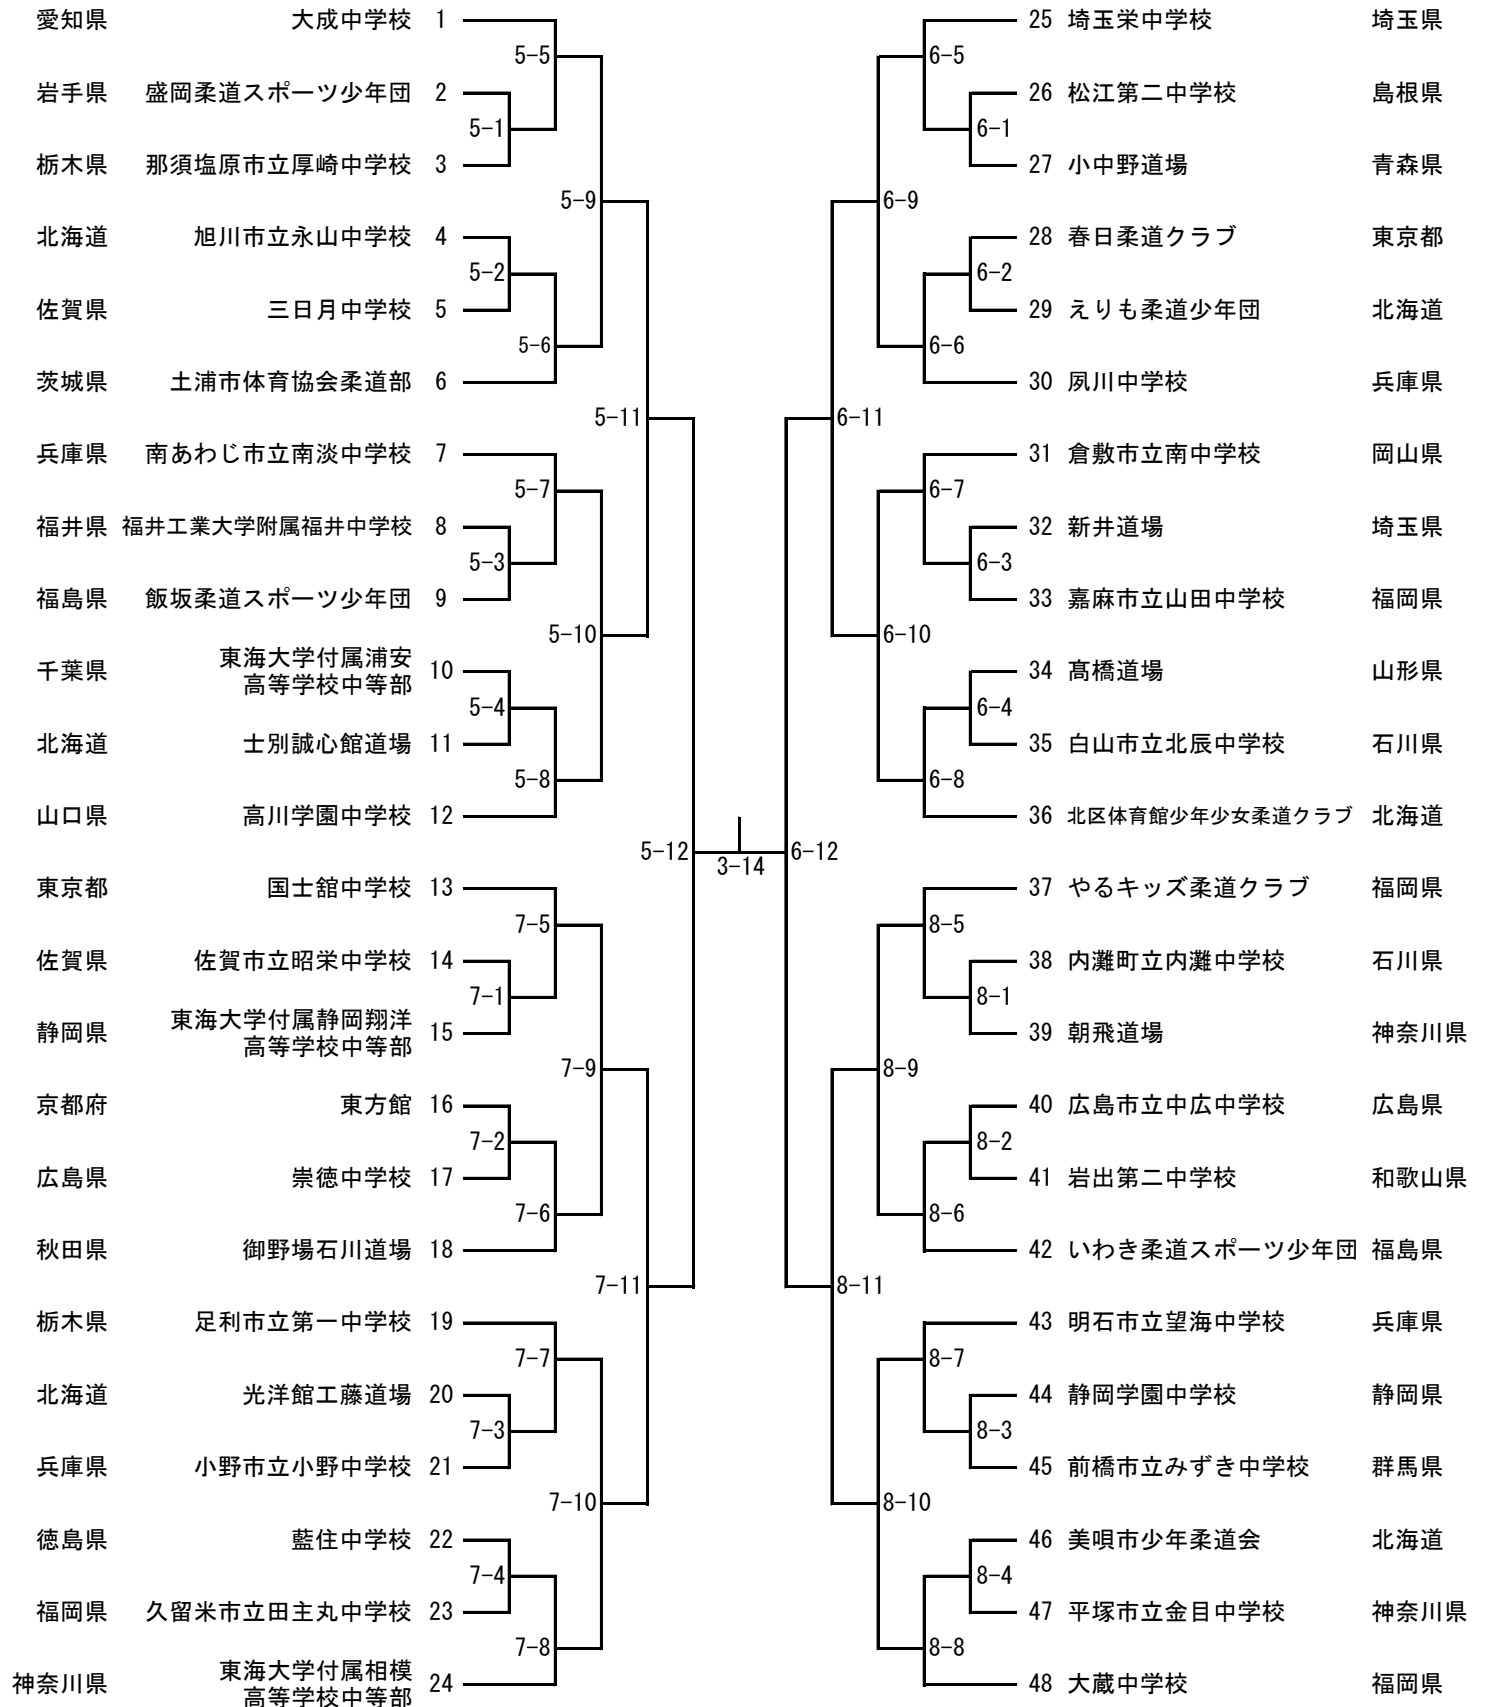 愛知県 大成中学校 1
5-5
岩手県 盛岡柔道スポーツ少年団 2
5-1
栃木県 那須塩原市立厚崎中学校 3
5-9
北海道 旭川市立永山中学校 4
5-2
佐賀県 三日月中学校 5
5-6
茨城県 土浦市体育協会柔道部 6
5-11
兵庫県 南あわじ市立南淡中学校 7
5-7
福井県 福井工業大学附属福井中学校 8
5-3
福島県 飯坂柔道スポーツ少年団 9
5-10
千葉県 東海大学付属浦安
高等学校中等部 10
5-4
北海道 士別誠心館道場 11
5-8
山口県 高川学園中学校 12
5-12
東京都 国士舘中学校 13
7-5
佐賀県 佐賀市立昭栄中学校 14
7-1
静岡県 東海大学付属静岡翔洋
高等学校中等部 15
7-9
京都府 東方館 16
7-2
広島県 崇徳中学校 17
7-6
秋田県 御野場石川道場 18
7-11
栃木県 足利市立第一中学校 19
7-7
北海道 光洋館工藤道場 20
7-3
兵庫県 小野市立小野中学校 21
7-10
徳島県 藍住中学校 22
7-4
福岡県 久留米市立田主丸中学校 23
7-8
神奈川県 東海大学付属相模
高等学校中等部 24
3-14
25 埼玉栄中学校 埼玉県
6-5
26 松江第二中学校 島根県
6-1
27 小中野道場 青森県
6-9
28 春日柔道クラブ 東京都
6-2
29 えりも柔道少年団 北海道
6-6
30 夙川中学校 兵庫県
6-11
31 倉敷市立南中学校 岡山県
6-7
32 新井道場 埼玉県
6-3
33 嘉麻市立山田中学校 福岡県
6-10
34 髙橋道場 山形県
6-4
35 白山市立北辰中学校 石川県
6-8
36 北区体育館少年少女柔道クラブ 北海道
6-12
37 やるキッズ柔道クラブ 福岡県
8-5
38 内灘町立内灘中学校 石川県
8-1
39 朝飛道場 神奈川県
8-9
40 広島市立中広中学校 広島県
8-2
41 岩出第二中学校 和歌山県
8-6
42 いわき柔道スポーツ少年団 福島県
8-11
43 明石市立望海中学校 兵庫県
8-7
44 静岡学園中学校 静岡県
8-3
45 前橋市立みずき中学校 群馬県
8-10
46 美唄市少年柔道会 北海道
8-4
47 平塚市立金目中学校 神奈川県
8-8
48 大蔵中学校 福岡県